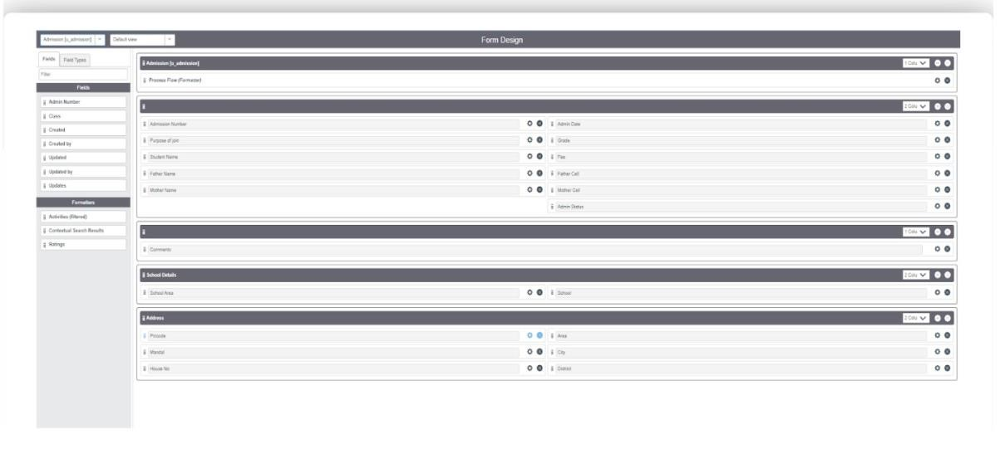 Admission [u_admission] Default view Form Design
Fields Field Types
Filter
Fields
Admin Number
Class
Created
Created by
Updated
Updated by
Updates
Formatters
Activities (filtered)
Contextual Search Results
Ratings
Admission [u_admission] 1 Colu
Process Flow (Formatter)
2 Colu
Admission Number Admin Date
Purpose of join Grade
Student Name Fee
Father Name Father Cell
Mother Name Mother Cell
Admin Status
1 Colu
Comments
School Details 2 Colu
School Area School
Address 2 Colu
Pincode Area
Mandal City
House No District